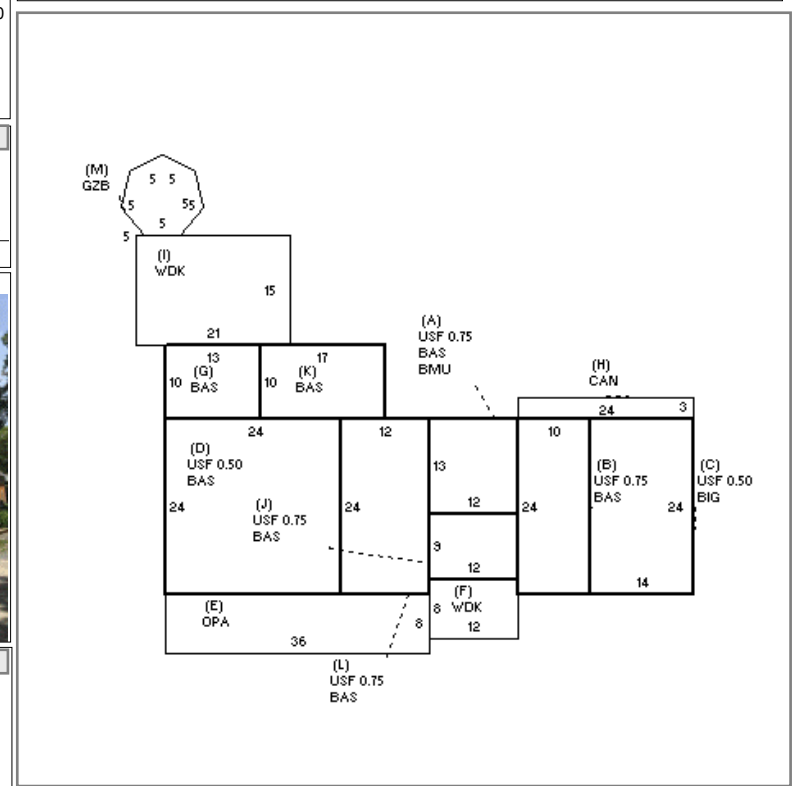 0
(M)
GZB
5 5
5 55
5
5
(I)
WDK
15
21
(A)
USF 0.75
BAS
BMU
13
(G)
BAS
10
17
(K)
BAS
10
(H)
CAN
24
3
24
(D)
USF 0.50
BAS
24
12
24
(J)
USF 0.75
BAS
13
12
9
12
10
24
(B)
USF 0.75
BAS
24
14
(C)
USF 0.50
BIG
(E)
OPA
36
8
(F)
WDK
8
12
(L)
USF 0.75
BAS